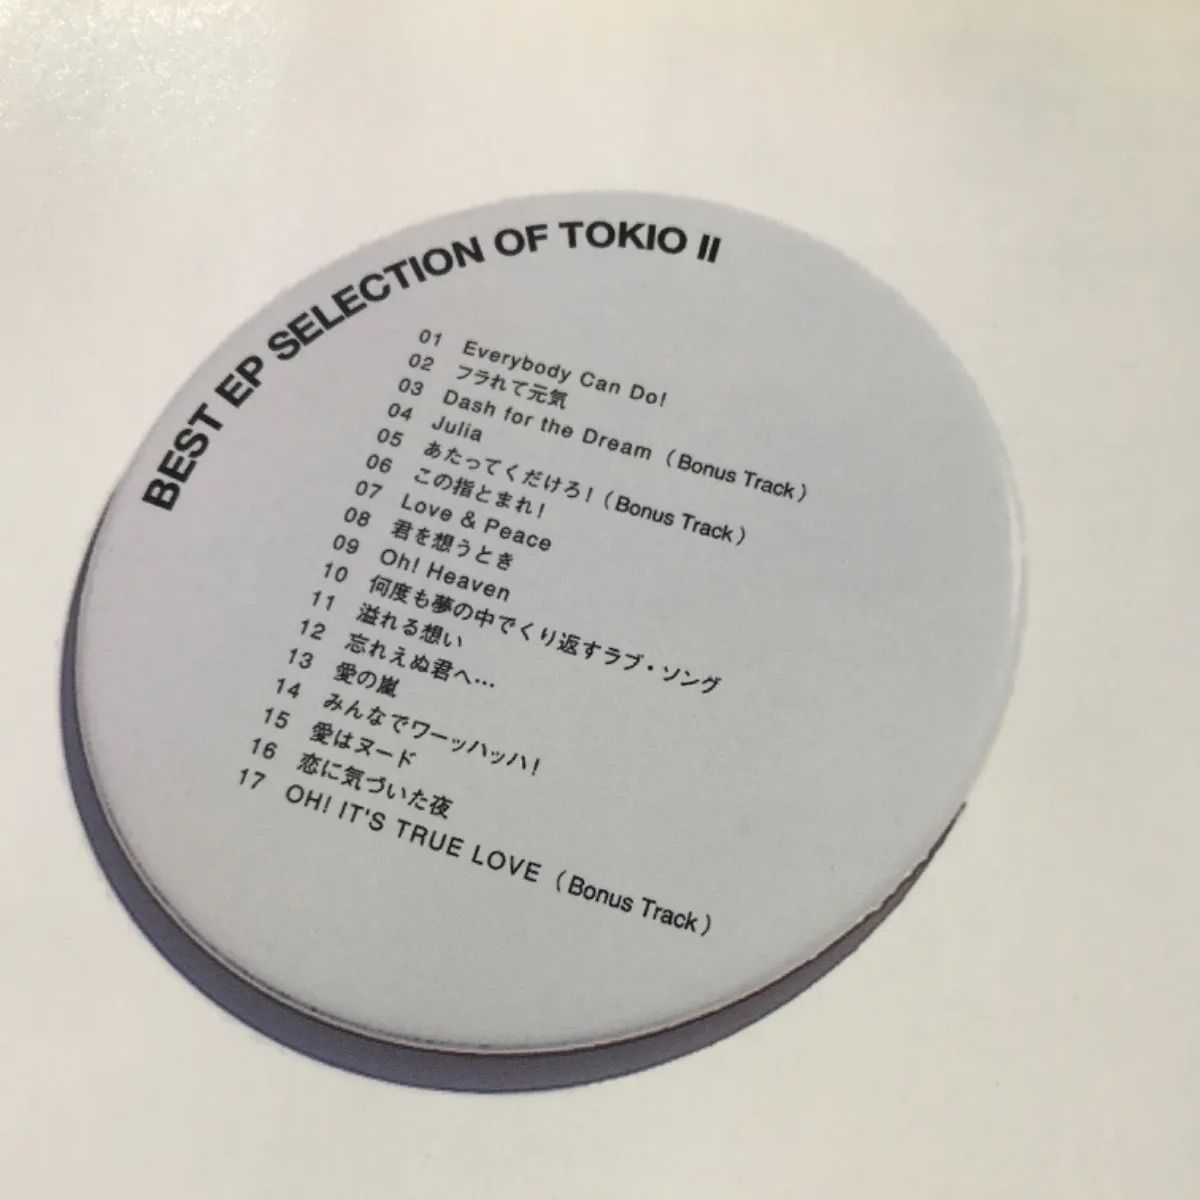 BEST EP SELECTION OF TOKIO II
01 Everybody Can Do!
02 フラれて元気
03 Dash for the Dream (Bonus Track)
04 Julia
05 あたってくだけろ! (Bonus Track)
06 この指とまれ!
07 Love & Peace
08 君を想うとき
09 Oh! Heaven
10 何度も夢の中でくり返すラブ・ソング
11 溢れる想い
12 忘れえぬ君へ…
13 愛の嵐
14 みんなでワーッハッハ!
15 愛はヌード
16 恋に気づいた夜
17 OH! IT'S TRUE LOVE (Bonus Track)